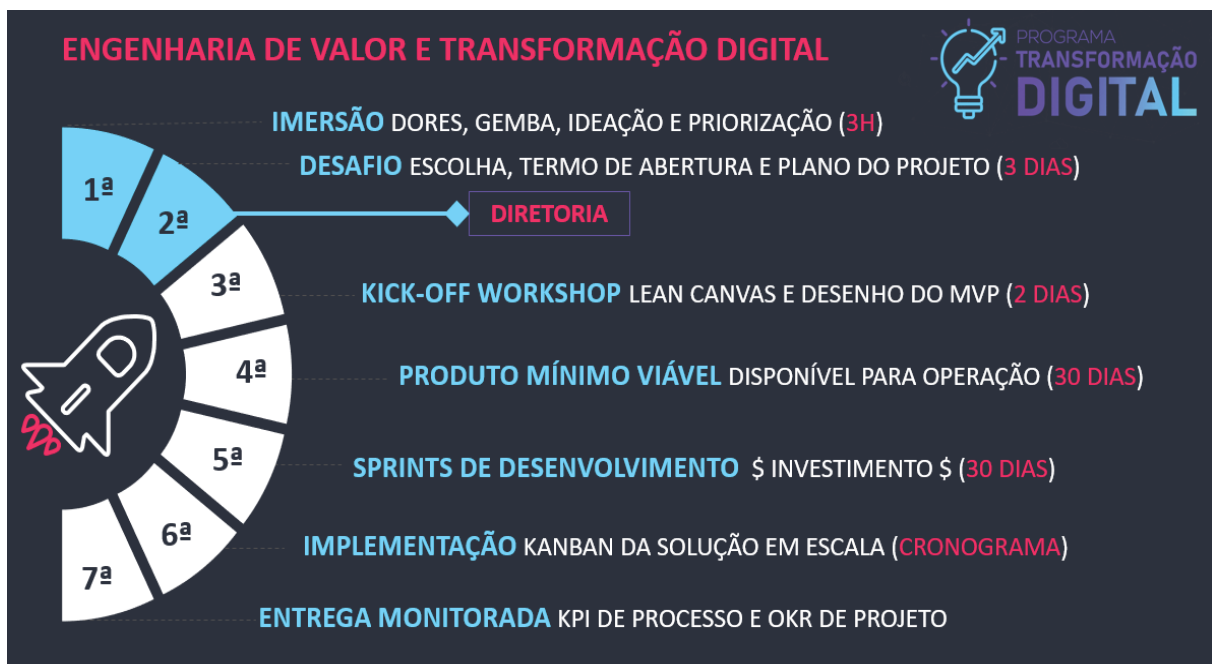 ENGENHARIA DE VALOR E TRANSFORMAÇÃO DIGITAL
PROGRAMA
TRANSFORMAÇÃO
DIGITAL
IMERSÃO DORES, GEMBA, IDEAÇÃO E PRIORIZAÇÃO (3H)
DESAFIO ESCOLHA, TERMO DE ABERTURA E PLANO DO PROJETO (3 DIAS)
1ª
2ª
DIRETORIA
3ª
KICK-OFF WORKSHOP LEAN CANVAS E DESENHO DO MVP (2 DIAS)
4ª
PRODUTO MÍNIMO VIÁVEL DISPONÍVEL PARA OPERAÇÃO (30 DIAS)
5ª
SPRINTS DE DESENVOLVIMENTO $ INVESTIMENTO $ (30 DIAS)
6ª
IMPLEMENTAÇÃO KANBAN DA SOLUÇÃO EM ESCALA (CRONOGRAMA)
7ª
ENTREGA MONITORADA KPI DE PROCESSO E OKR DE PROJETO